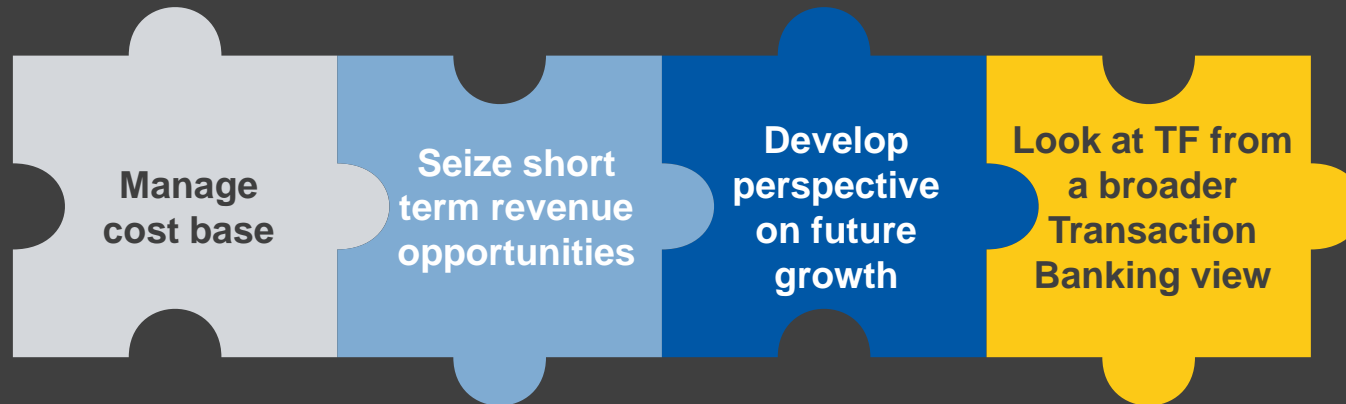 Manage
cost base
Seize short
term revenue
opportunities
Develop
perspective
on future
growth
Look at TF from
a broader
Transaction
Banking view